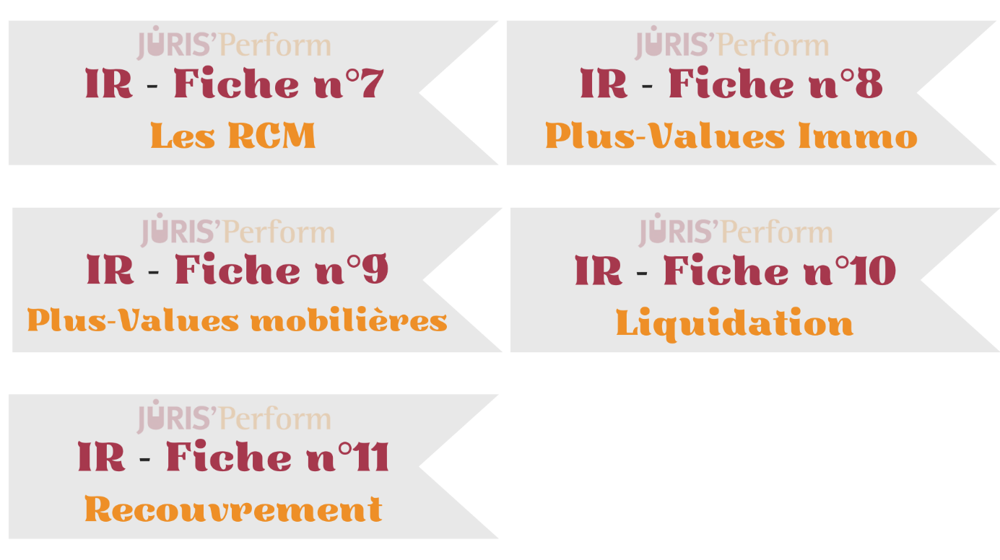 JURIS'Perform
IR - Fiche n°7
Les RCM
JURIS'Perform
IR - Fiche n°8
Plus-Values Immo
JURIS'Perform
IR - Fiche n°9
Plus-Values mobilières
JURIS'Perform
IR - Fiche n°10
Liquidation
JURIS'Perform
IR - Fiche n°11
Recouvrement